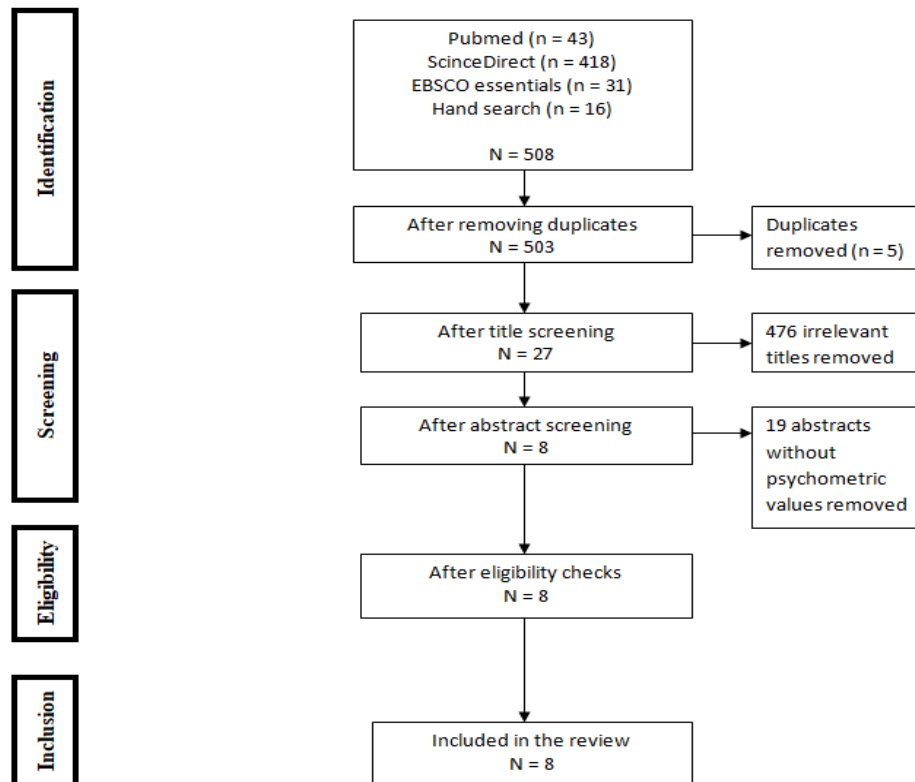 Identification
Pubmed (n = 43)
ScinceDirect (n = 418)
EBSCO essentials (n = 31)
Hand search (n = 16)
N = 508
After removing duplicates
N = 503
Duplicates
removed (n = 5)
Screening
After title screening
N = 27
476 irrelevant
titles removed
After abstract screening
N = 8
19 abstracts
without
psychometric
values removed
Eligibility
After eligibility checks
N = 8
Inclusion
Included in the review
N = 8